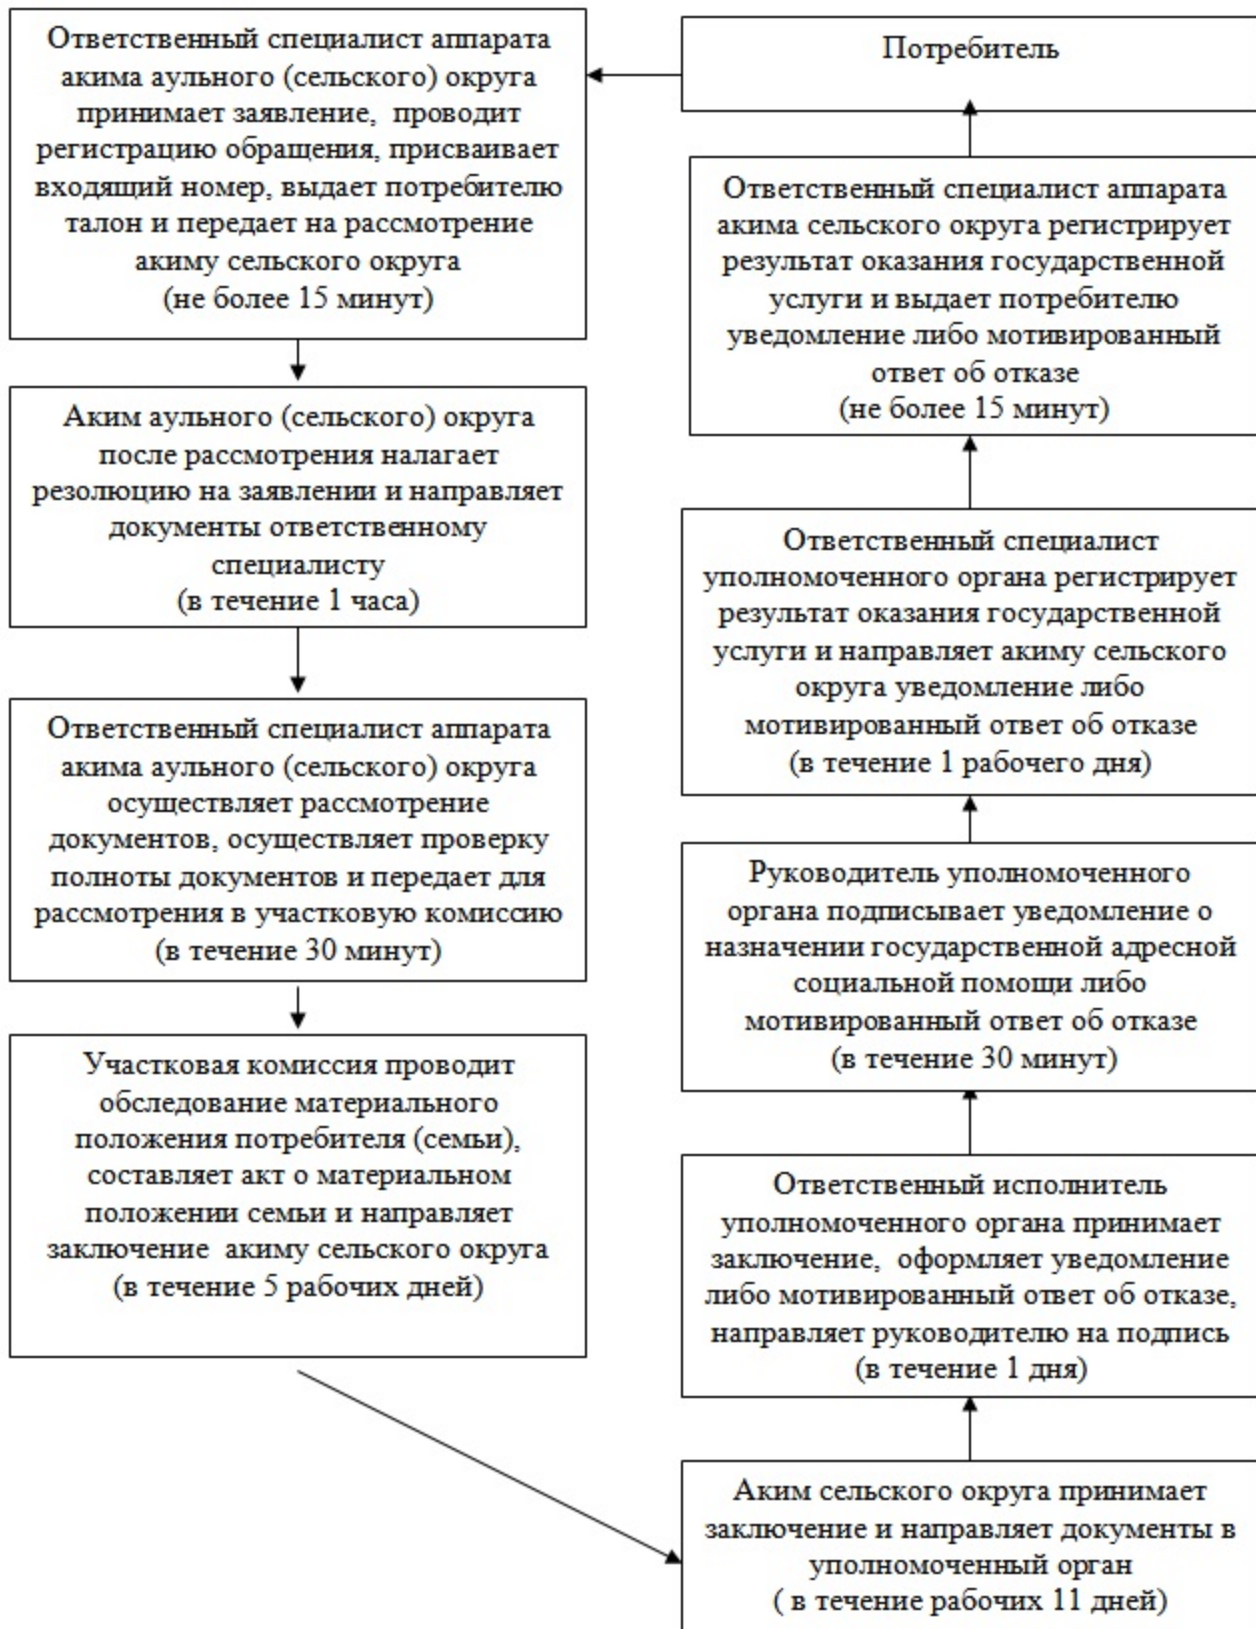 Ответственный специалист аппарата
акима аульного (сельского) округа
принимает заявление, проводит
регистрацию обращения, присваивает
входящий номер, выдает потребителю
талон и передает на рассмотрение
акиму сельского округа
(не более 15 минут)
Аким аульного (сельского) округа
после рассмотрения налагает
резолюцию на заявлении и направляет
документы ответственному
специалисту
(в течение 1 часа)
Ответственный специалист аппарата
акима аульного (сельского) округа
осуществляет рассмотрение
документов, осуществляет проверку
полноты документов и передает для
рассмотрения в участковую комиссию
(в течение 30 минут)
Участковая комиссия проводит
обследование материального
положения потребителя (семьи),
составляет акт о материальном
положении семьи и направляет
заключение акиму сельского округа
(в течение 5 рабочих дней)
Потребитель
Ответственный специалист аппарата
акима сельского округа регистрирует
результат оказания государственной
услуги и выдает потребителю
уведомление либо мотивированный
ответ об отказе
(не более 15 минут)
Ответственный специалист
уполномоченного органа регистрирует
результат оказания государственной
услуги и направляет акиму сельского
округа уведомление либо
мотивированный ответ об отказе
(в течение 1 рабочего дня)
Руководитель уполномоченного
органа подписывает уведомление о
назначении государственной адресной
социальной помощи либо
мотивированный ответ об отказе
(в течение 30 минут)
Ответственный исполнитель
уполномоченного органа принимает
заключение, оформляет уведомление
либо мотивированный ответ об отказе,
направляет руководителю на подпись
(в течение 1 дня)
Аким сельского округа принимает
заключение и направляет документы в
уполномоченный орган
( в течение рабочих 11 дней)